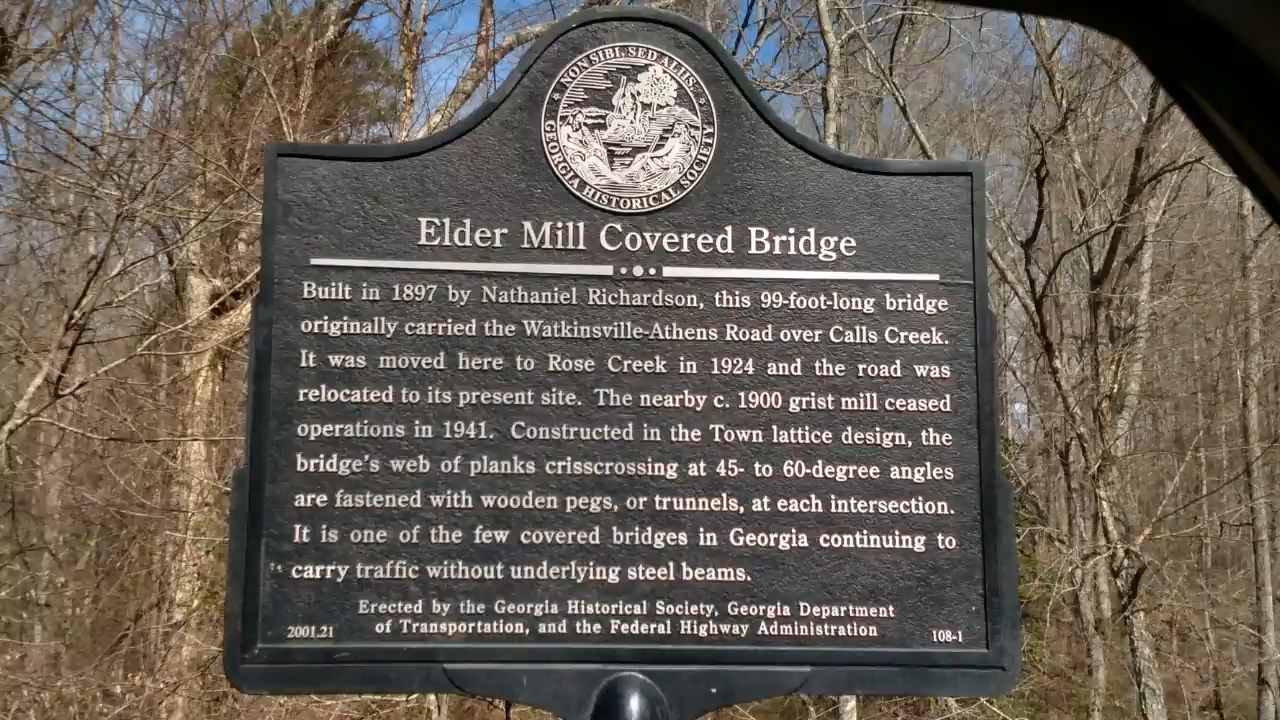 NON SIBI, SED ALIIS.
GEORGIA HISTORICAL SOCIETY
Elder Mill Covered Bridge
Built in 1897 by Nathaniel Richardson, this 99-foot-long bridge
originally carried the Watkinsville-Athens Road over Calls Creek.
It was moved here to Rose Creek in 1924 and the road was
relocated to its present site. The nearby c. 1900 grist mill ceased
operations in 1941. Constructed in the Town lattice design, the
bridge's web of planks crisscrossing at 45- to 60-degree angles
are fastened with wooden pegs, or trunnels, at each intersection.
It is one of the few covered bridges in Georgia continuing to
carry traffic without underlying steel beams.
Erected by the Georgia Historical Society, Georgia Department
of Transportation, and the Federal Highway Administration
2001.21
108-1